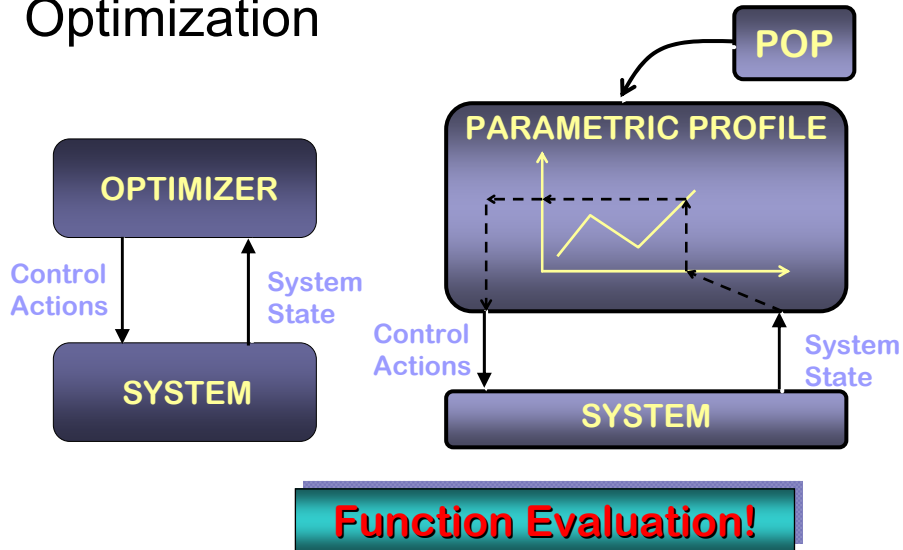 Optimization
OPTIMIZER
Control
Actions
System
State
SYSTEM
POP
PARAMETRIC PROFILE
Control
Actions
System
State
SYSTEM
Function Evaluation!